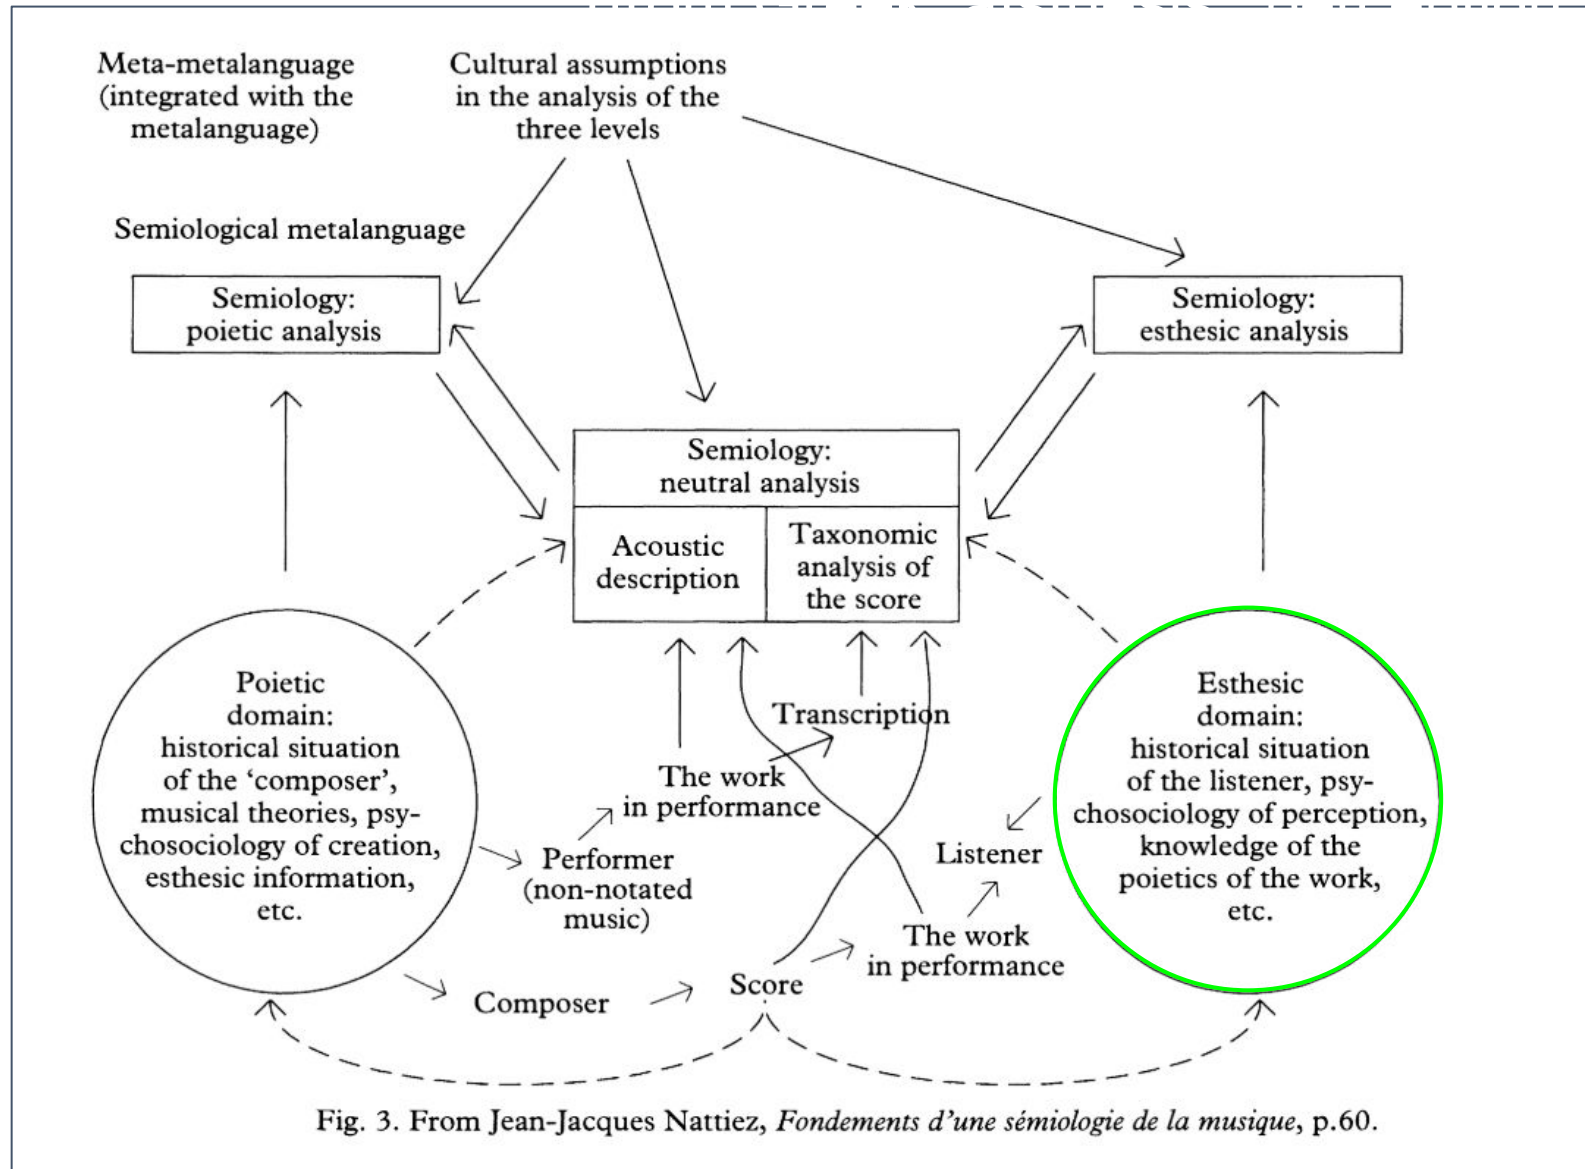 Meta-metalanguage
(integrated with the
metalanguage)
Cultural assumptions
in the analysis of the
three levels
Semiological metalanguage
Semiology:
poietic analysis
Semiology:
esthesic analysis
Semiology:
neutral analysis
Acoustic
description
Taxonomic
analysis of
the score
Poietic
domain:
historical situation
of the ‘composer’,
musical theories, psy-
chosociology of creation,
esthesic information,
etc.
Esthesic
domain:
historical situation
of the listener, psy-
chosociology of perception,
knowledge of the
poietics of the work,
etc.
Transcription
The work
in performance
Performer
(non-notated
music)
Listener
The work
in performance
Composer
Score
Fig. 3. From Jean-Jacques Nattiez, Fondements d’une sémiologie de la musique, p.60.